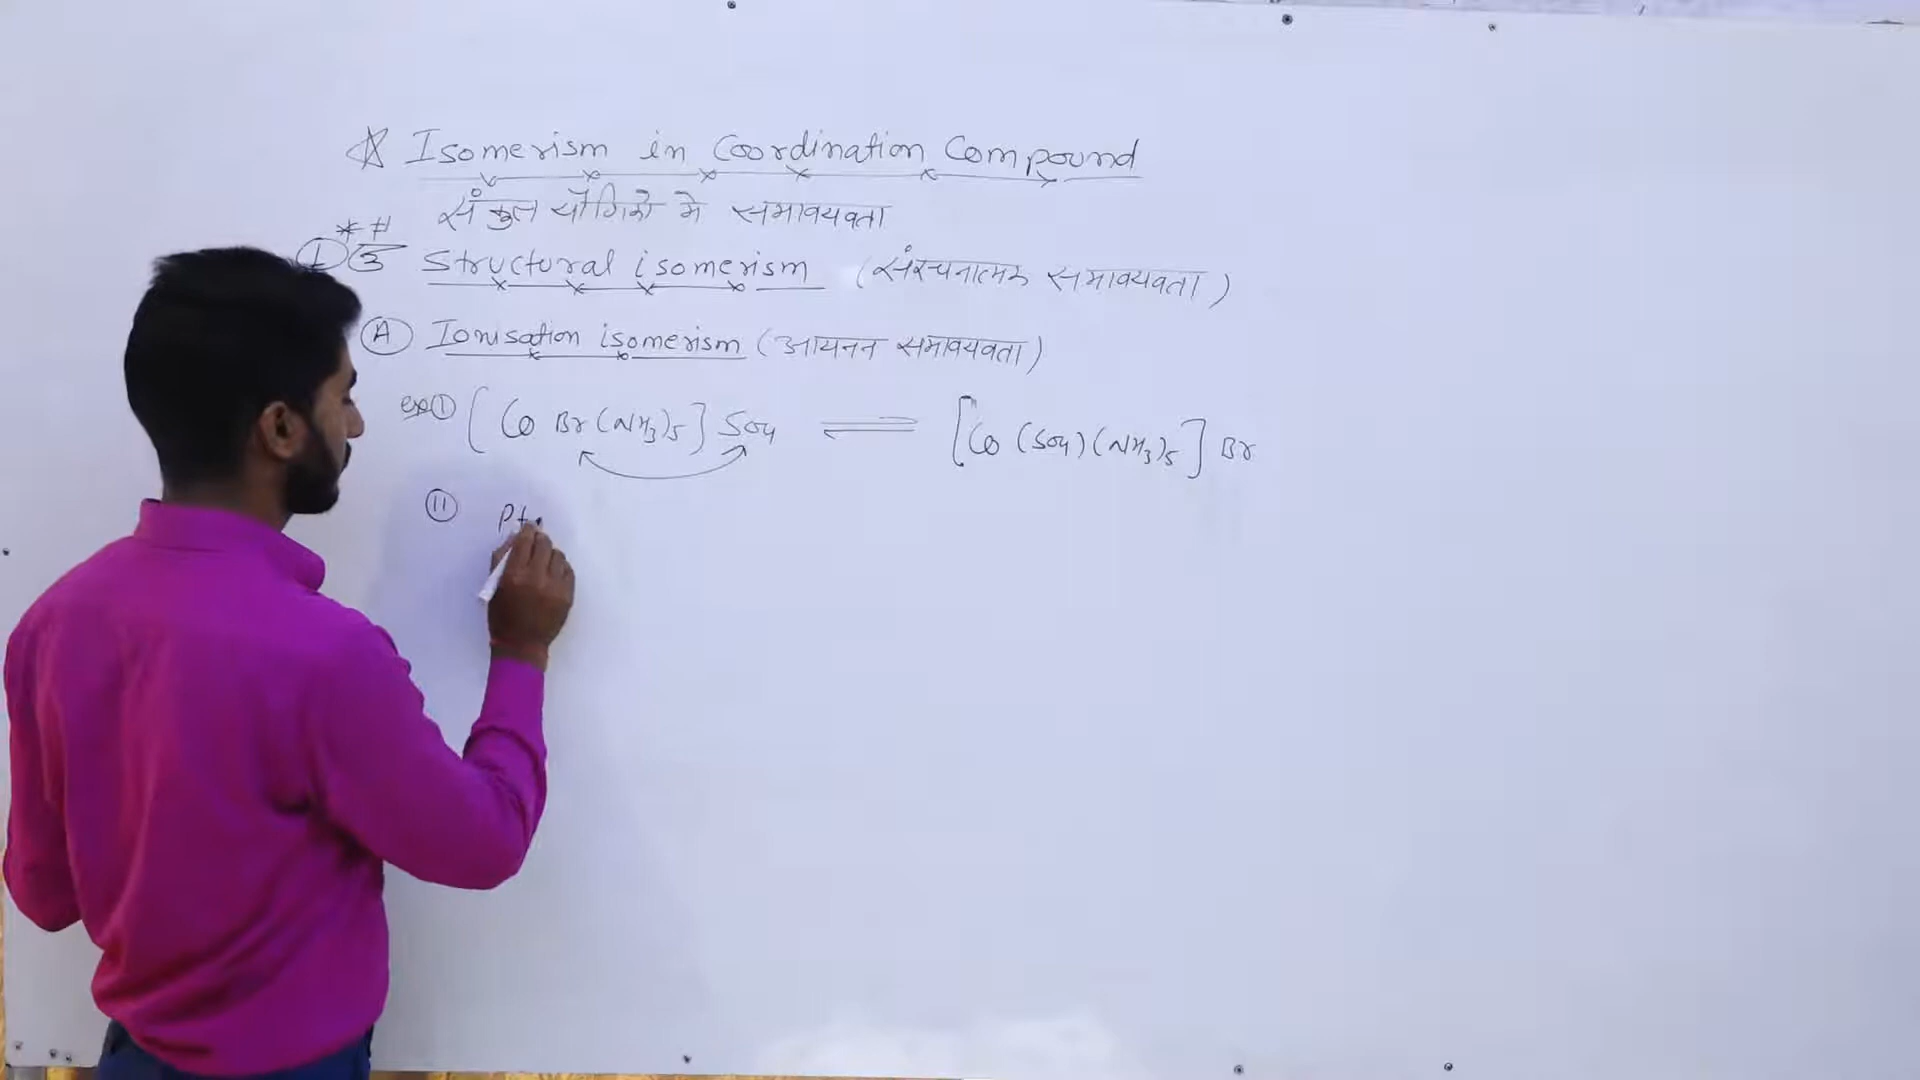 ☆ Isomerism in Coordination Compound
संकुल यौगिको मे समावयवता
* #
① Structural isomerism (संरचनात्मक समावयवता)
Ⓐ Ionisation isomerism (आयनन समावयवता)
① [Co Br(NH3)5] SO4 ⇌ [Co (SO4)(NH3)5] Br
⑪ Pt